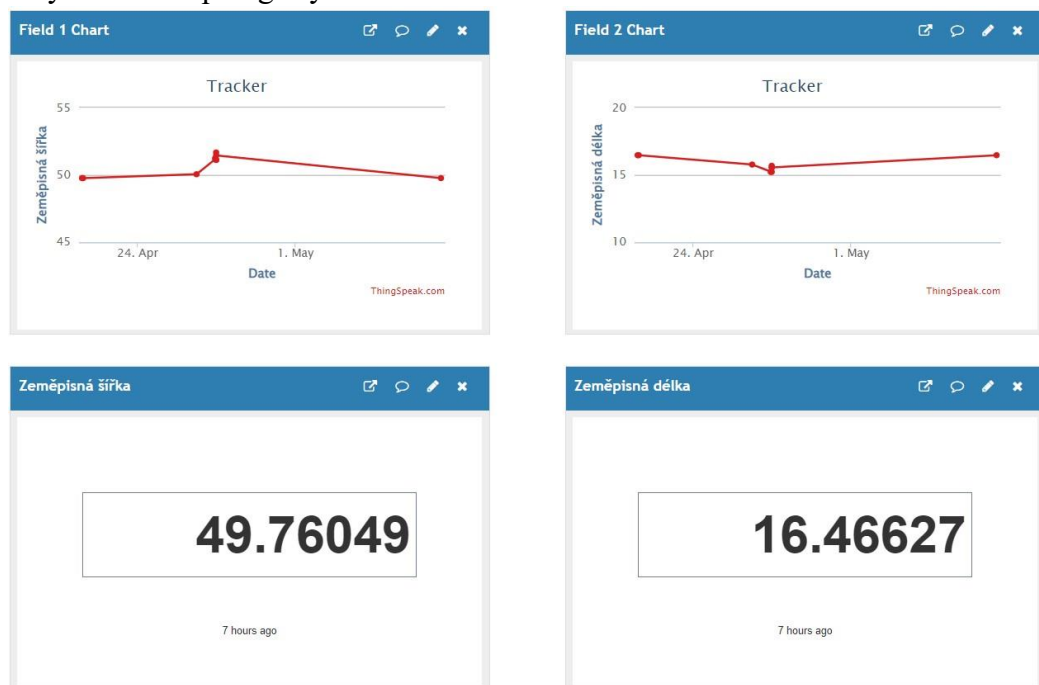 Field 1 Chart
Tracker
55
50
45
Zeměpisná šířka
24. Apr
1. May
Date
ThingSpeak.com
Field 2 Chart
Tracker
20
15
10
Zeměpisná délka
24. Apr
1. May
Date
ThingSpeak.com
Zeměpisná šířka
49.76049
7 hours ago
Zeměpisná délka
16.46627
7 hours ago